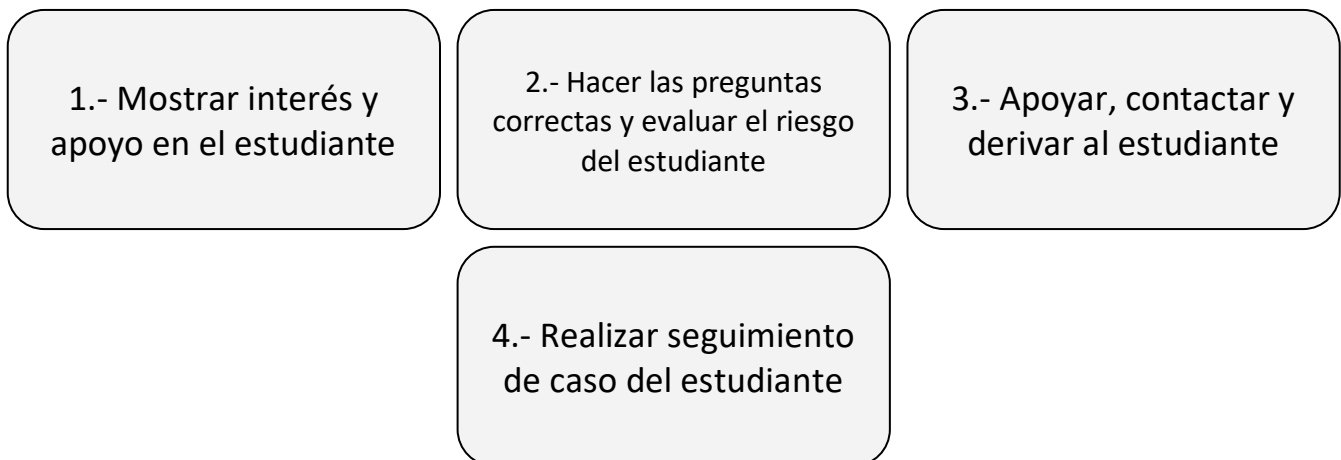 1.- Mostrar interés y
apoyo en el estudiante
2.- Hacer las preguntas
correctas y evaluar el riesgo
del estudiante
3.- Apoyar, contactar y
derivar al estudiante
4.- Realizar seguimiento
de caso del estudiante